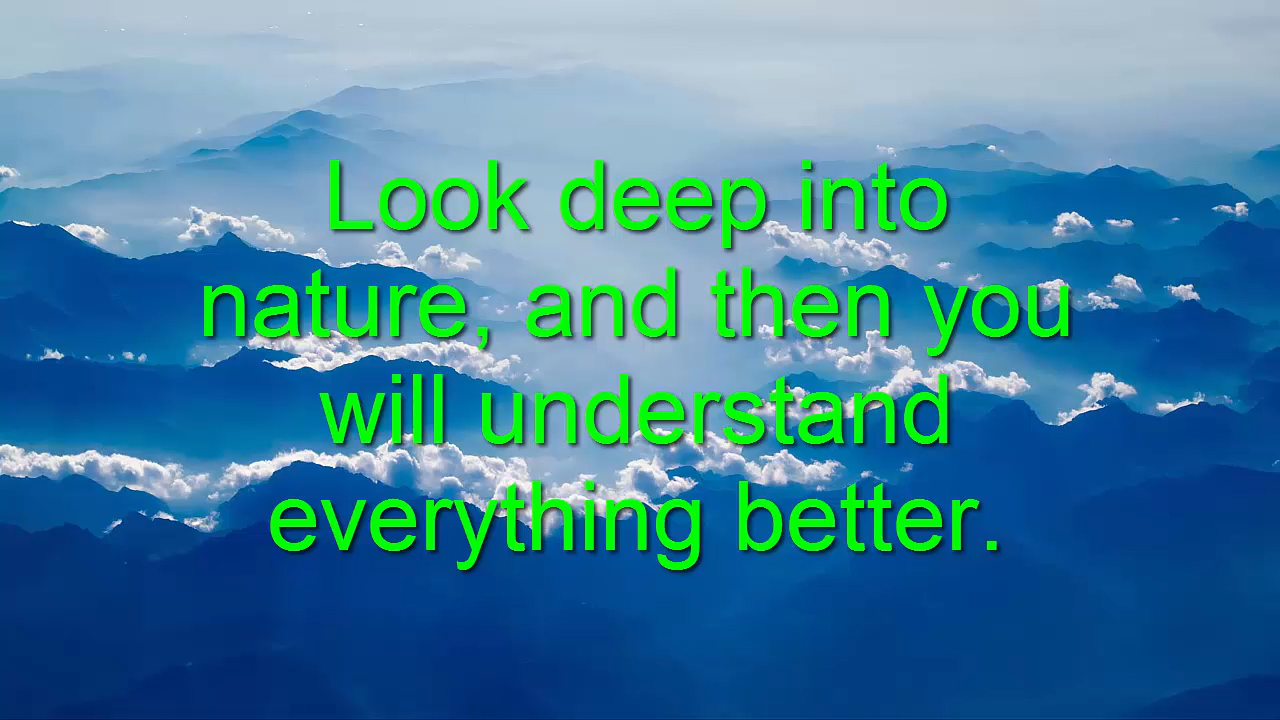 Look deep into
nature, and then you
will understand
everything better.